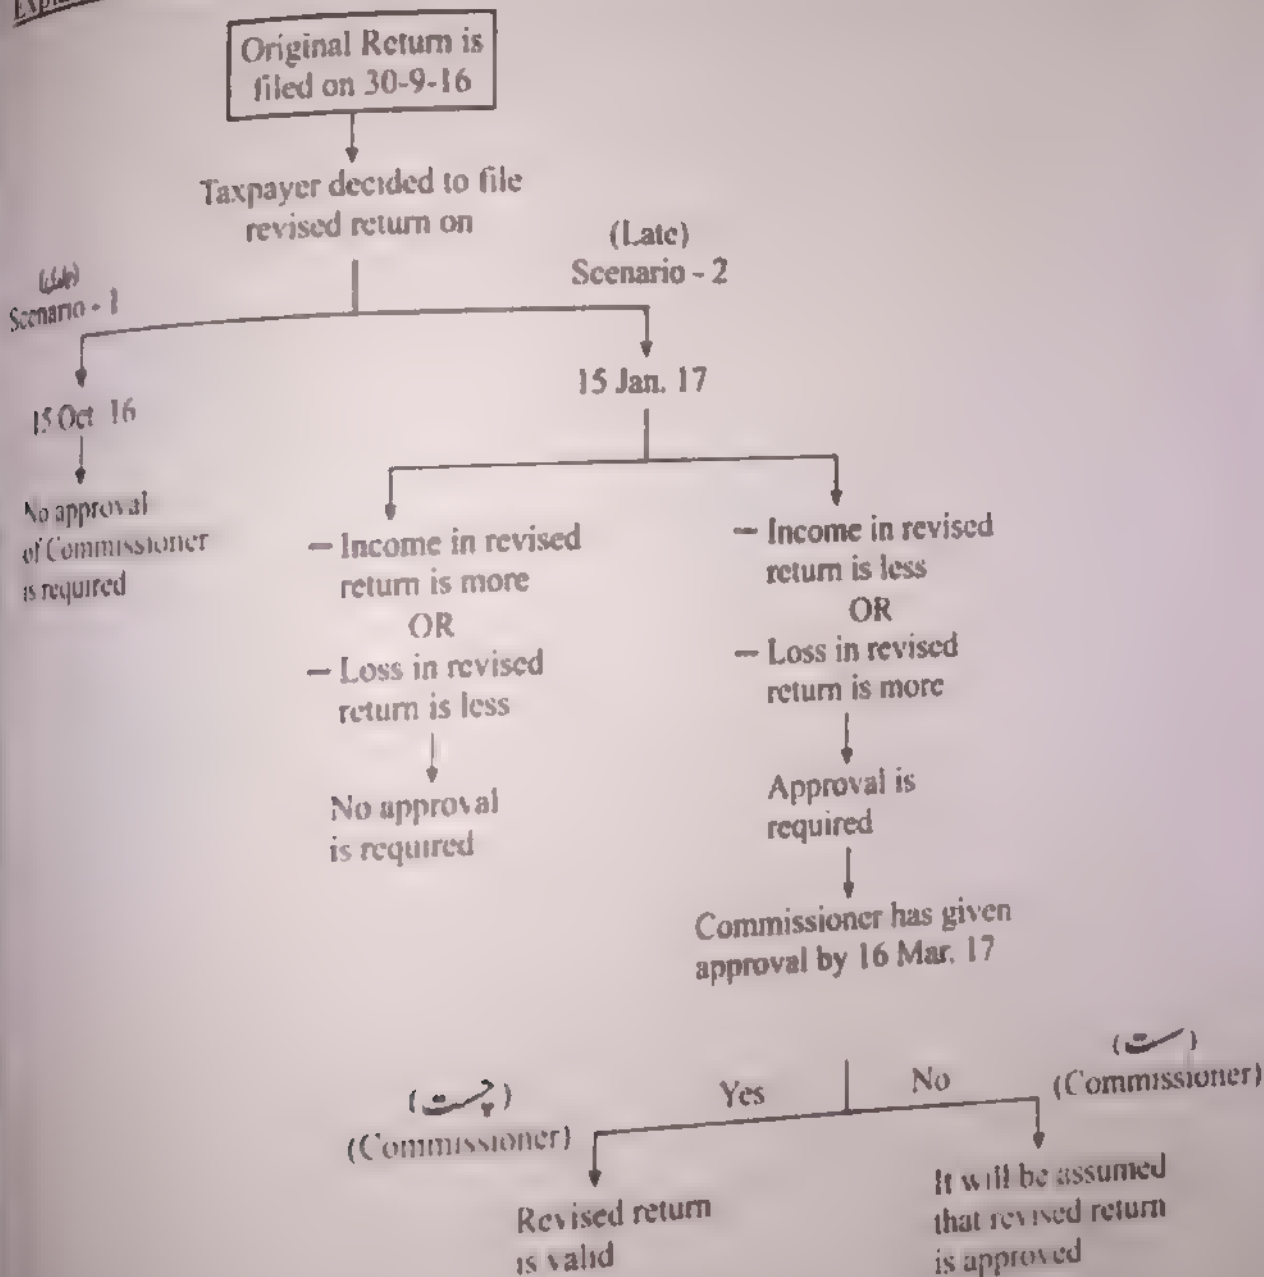 Original Return is
filed on 30-9-16
Taxpayer decided to file
revised return on
Scenario - 1
(Late)
Scenario - 2
15 Oct 16
15 Jan. 17
No approval
of Commissioner
is required
— Income in revised
return is more
OR
— Loss in revised
return is less
No approval
is required
— Income in revised
return is less
OR
— Loss in revised
return is more
Approval is
required
Commissioner has given
approval by 16 Mar. 17
Yes
No
(چست)
(Commissioner)
(سست)
(Commissioner)
Revised return
is valid
It will be assumed
that revised return
is approved